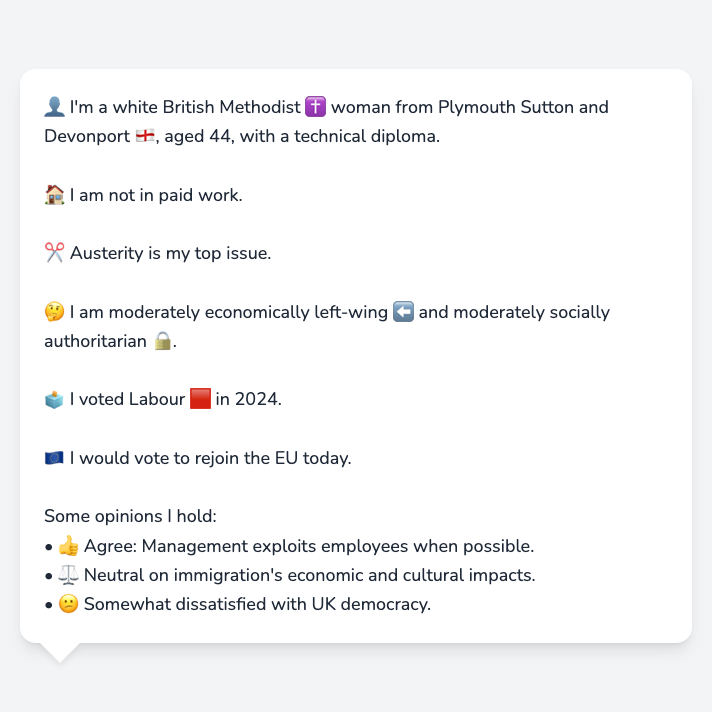 👤 I'm a white British Methodist ✝️ woman from Plymouth Sutton and
Devonport 🏴󠁧󠁢󠁥󠁮󠁧󠁿, aged 44, with a technical diploma.
🏠 I am not in paid work.
✂️ Austerity is my top issue.
🤔 I am moderately economically left-wing ⬅️ and moderately socially
authoritarian 🔒.
🗳️ I voted Labour 🟥 in 2024.
🇪🇺 I would vote to rejoin the EU today.
Some opinions I hold:
• 👍 Agree: Management exploits employees when possible.
• ⚖️ Neutral on immigration's economic and cultural impacts.
• 😕 Somewhat dissatisfied with UK democracy.